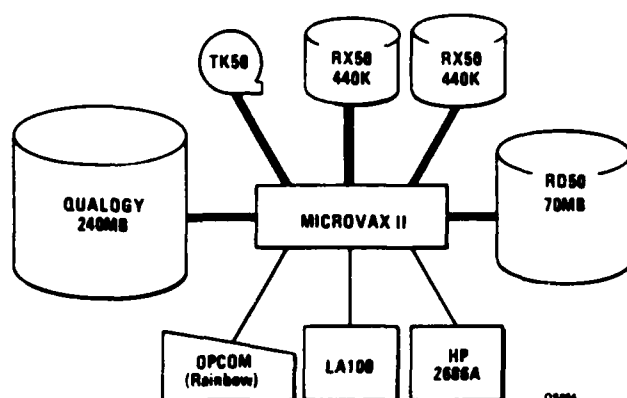 TK50
RX50
440K
RX50
440K
QUALOGY
240MB
MICROVAX II
RD50
70MB
OPCOM
(Rainbow)
LA100
HP
2686A